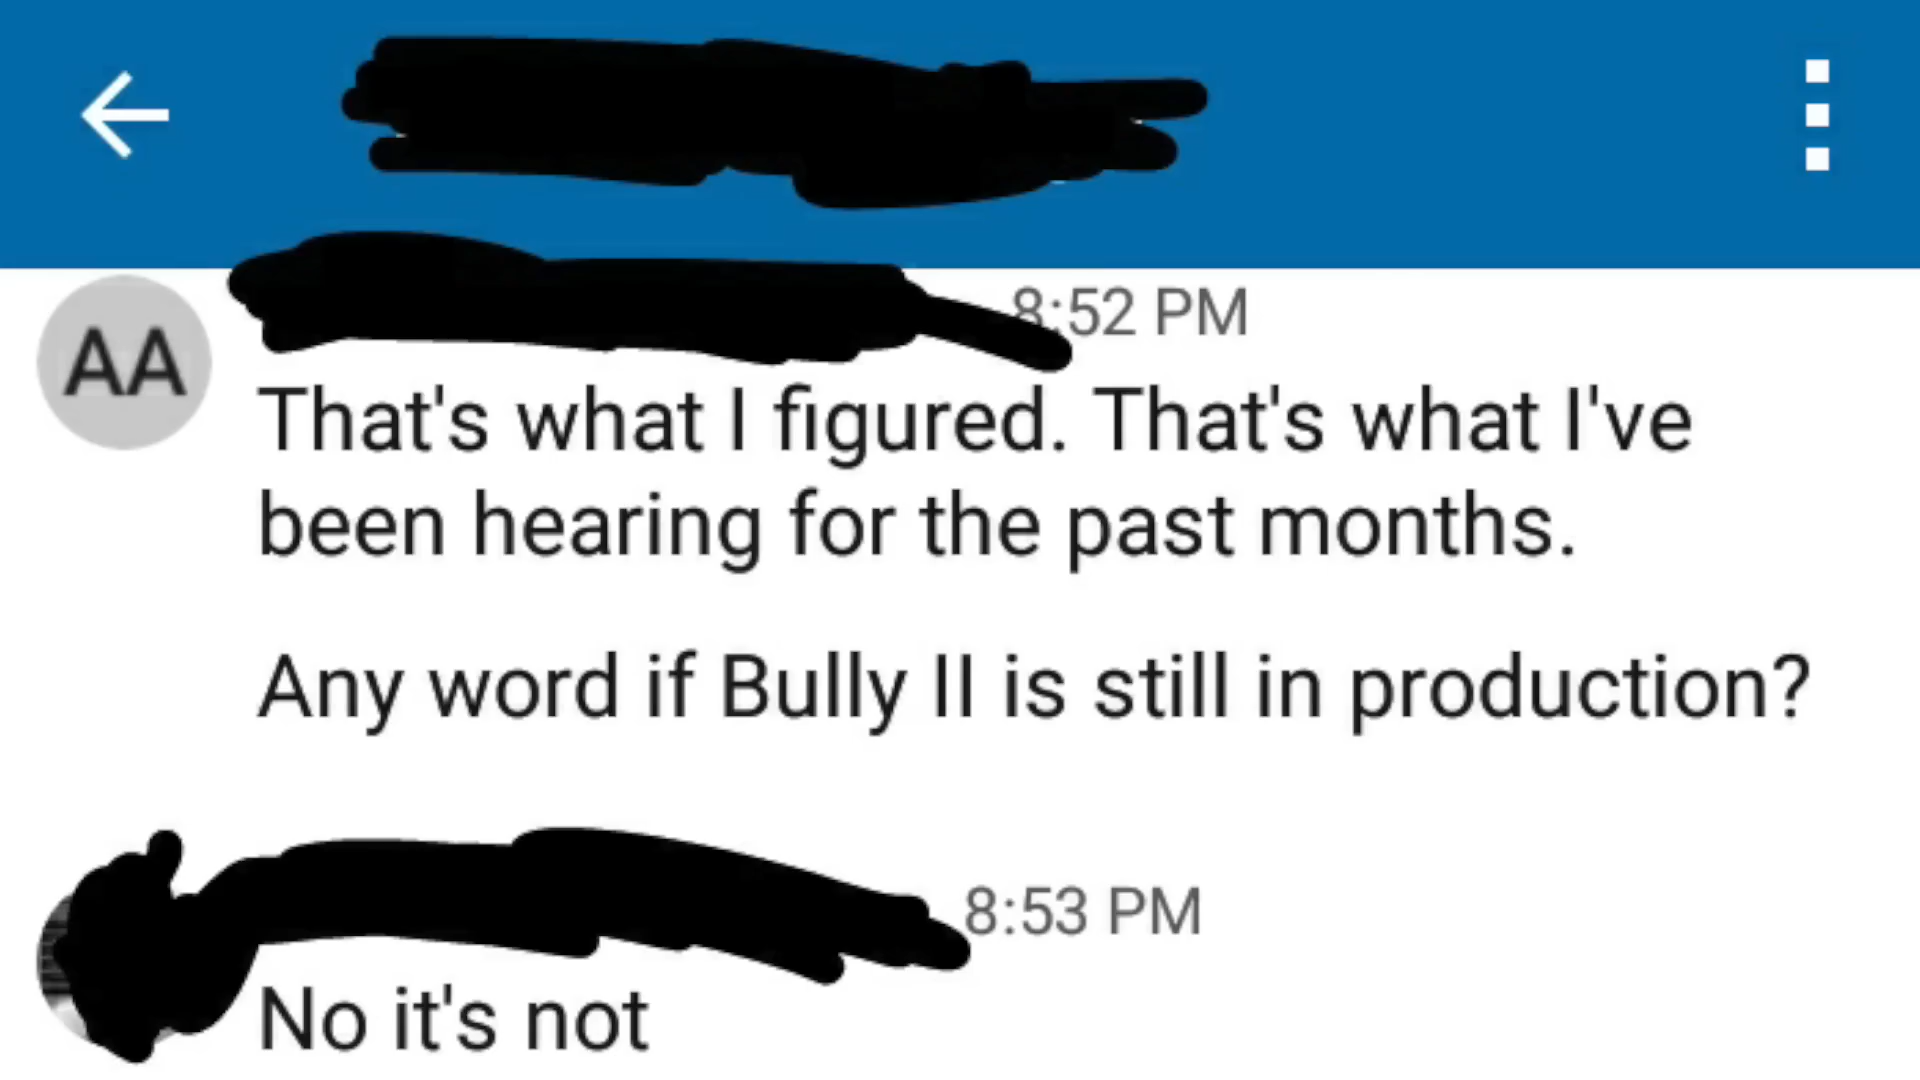 8:52 PM
AA
That's what I figured. That's what I've
been hearing for the past months.
Any word if Bully II is still in production?
8:53 PM
No it's not